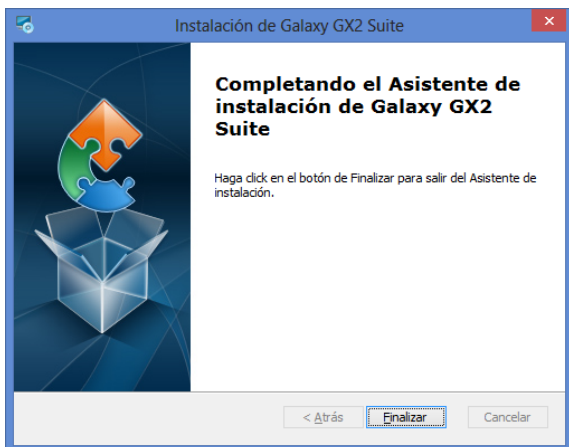 Instalación de Galaxy GX2 Suite
Completando el Asistente de
instalación de Galaxy GX2
Suite
Haga click en el botón de Finalizar para salir del Asistente de
instalación.
< Atrás Finalizar Cancelar